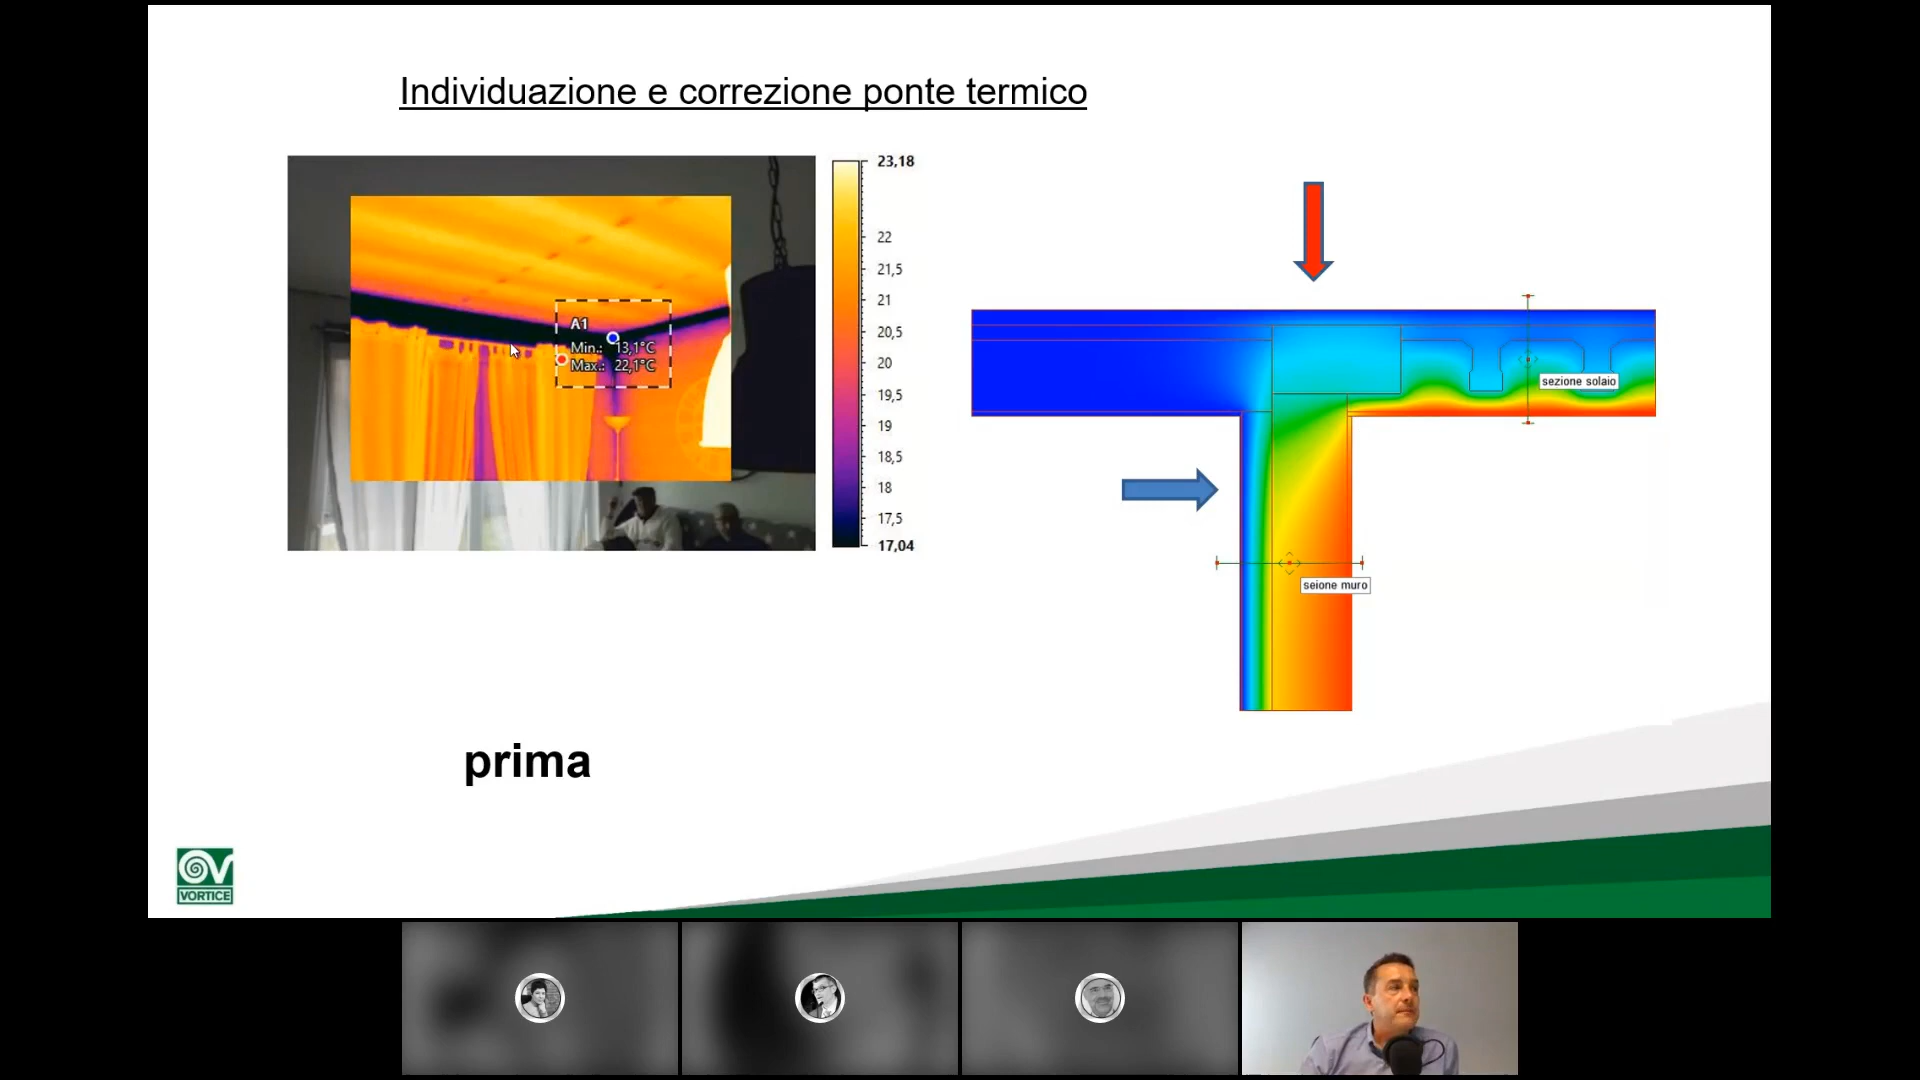 Individuazione e correzione ponte termico
23,18
22
21,5
21
20,5
20
19,5
19
18,5
18
17,5
17,04
A1
Min.: 13,1°C
Max.: 22,1°C
sezione solaio
seione muro
prima
VORTICE